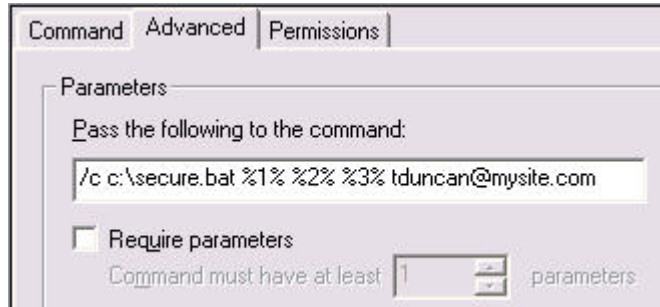 Command Advanced Permissions
Parameters
Pass the following to the command:
/c c:\secure.bat %1% %2% %3% tduncan@mysite.com
Require parameters
Command must have at least 1 parameters